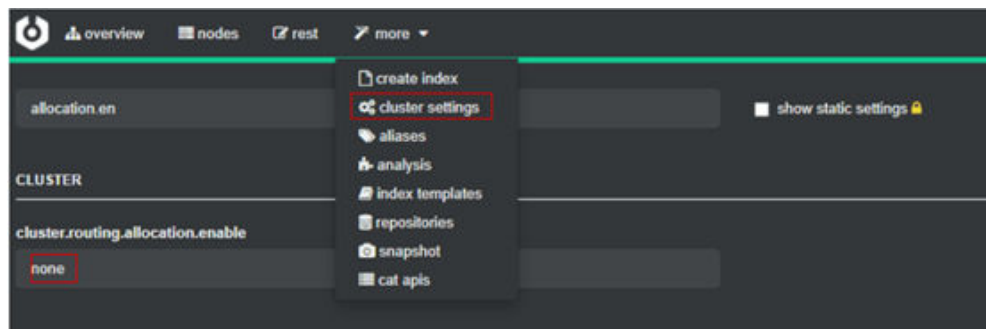 overview nodes rest more
create index
allocation.en cluster settings show static settings
aliases
analysis
CLUSTER
index templates
repositories
cluster.routing.allocation.enable
snapshot
none
cat apis